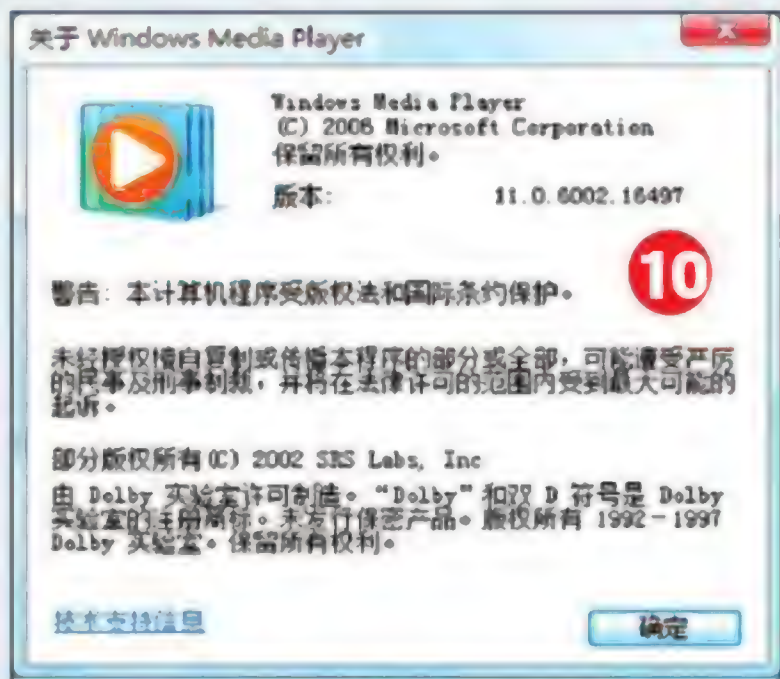 关于 Windows Media Player
Windows Media Player
(C) 2006 Microsoft Corporation
保留所有权利。
版本: 11.0.6002.16497
10
警告: 本计算机程序受版权法和国际条约保护。
未经授权擅自复制或传播本程序的部分或全部，可能遭受严厉
的民事及刑事制裁，并将在法律许可的范围内受到最大可能的
起诉。
部分版权所有(C) 2002 SRS Labs, Inc
由 Dolby 实验室许可制造。“Dolby”和双 D 符号是 Dolby
实验室的注册商标。未发行保密产品。版权所有 1992－1997
Dolby 实验室。保留所有权利。
技术支持信息
确定